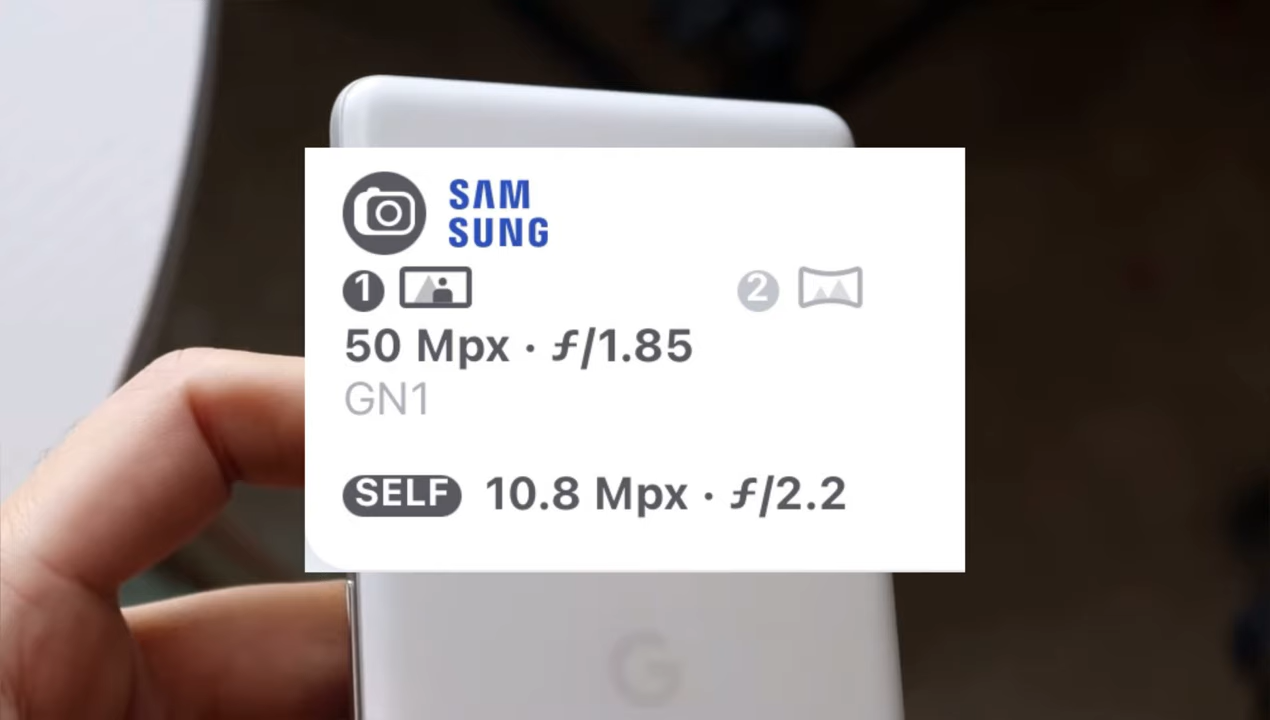 SAM
SUNG
1 2
50 Mpx · ƒ/1.85
GN1
SELF 10.8 Mpx · ƒ/2.2
G